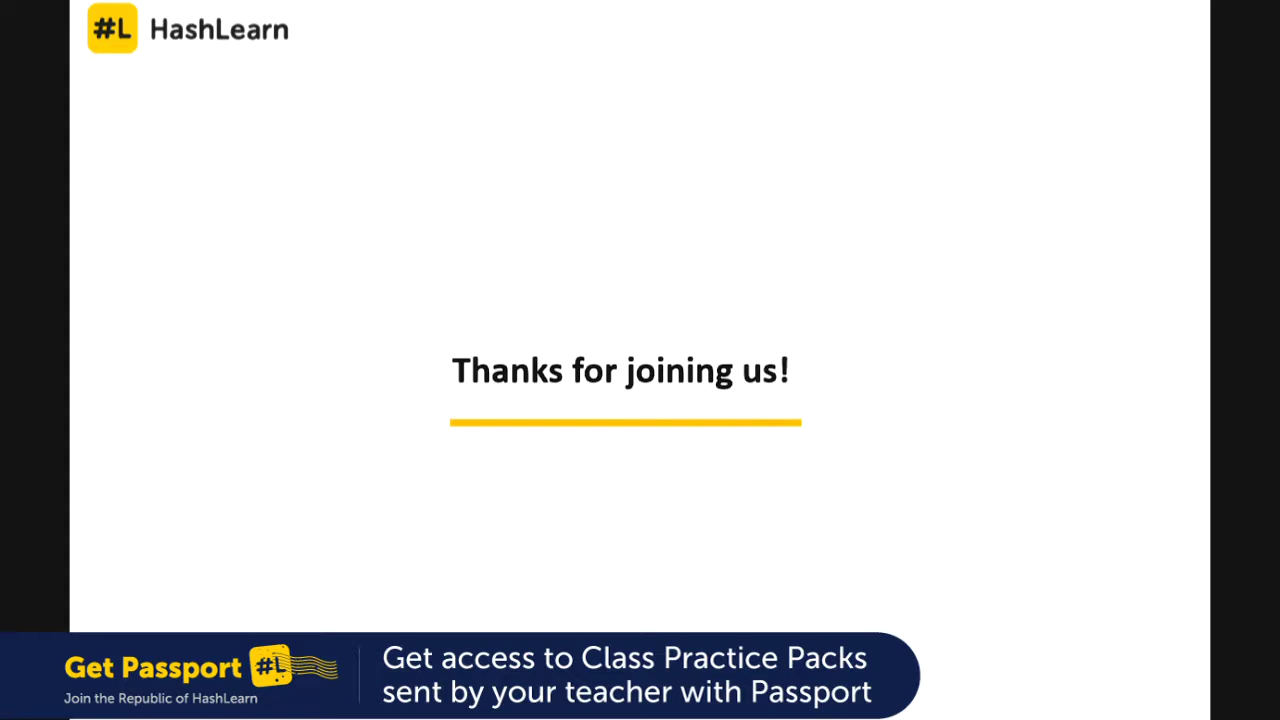 #L HashLearn
Thanks for joining us!
Get Passport #L
Join the Republic of HashLearn
Get access to Class Practice Packs
sent by your teacher with Passport